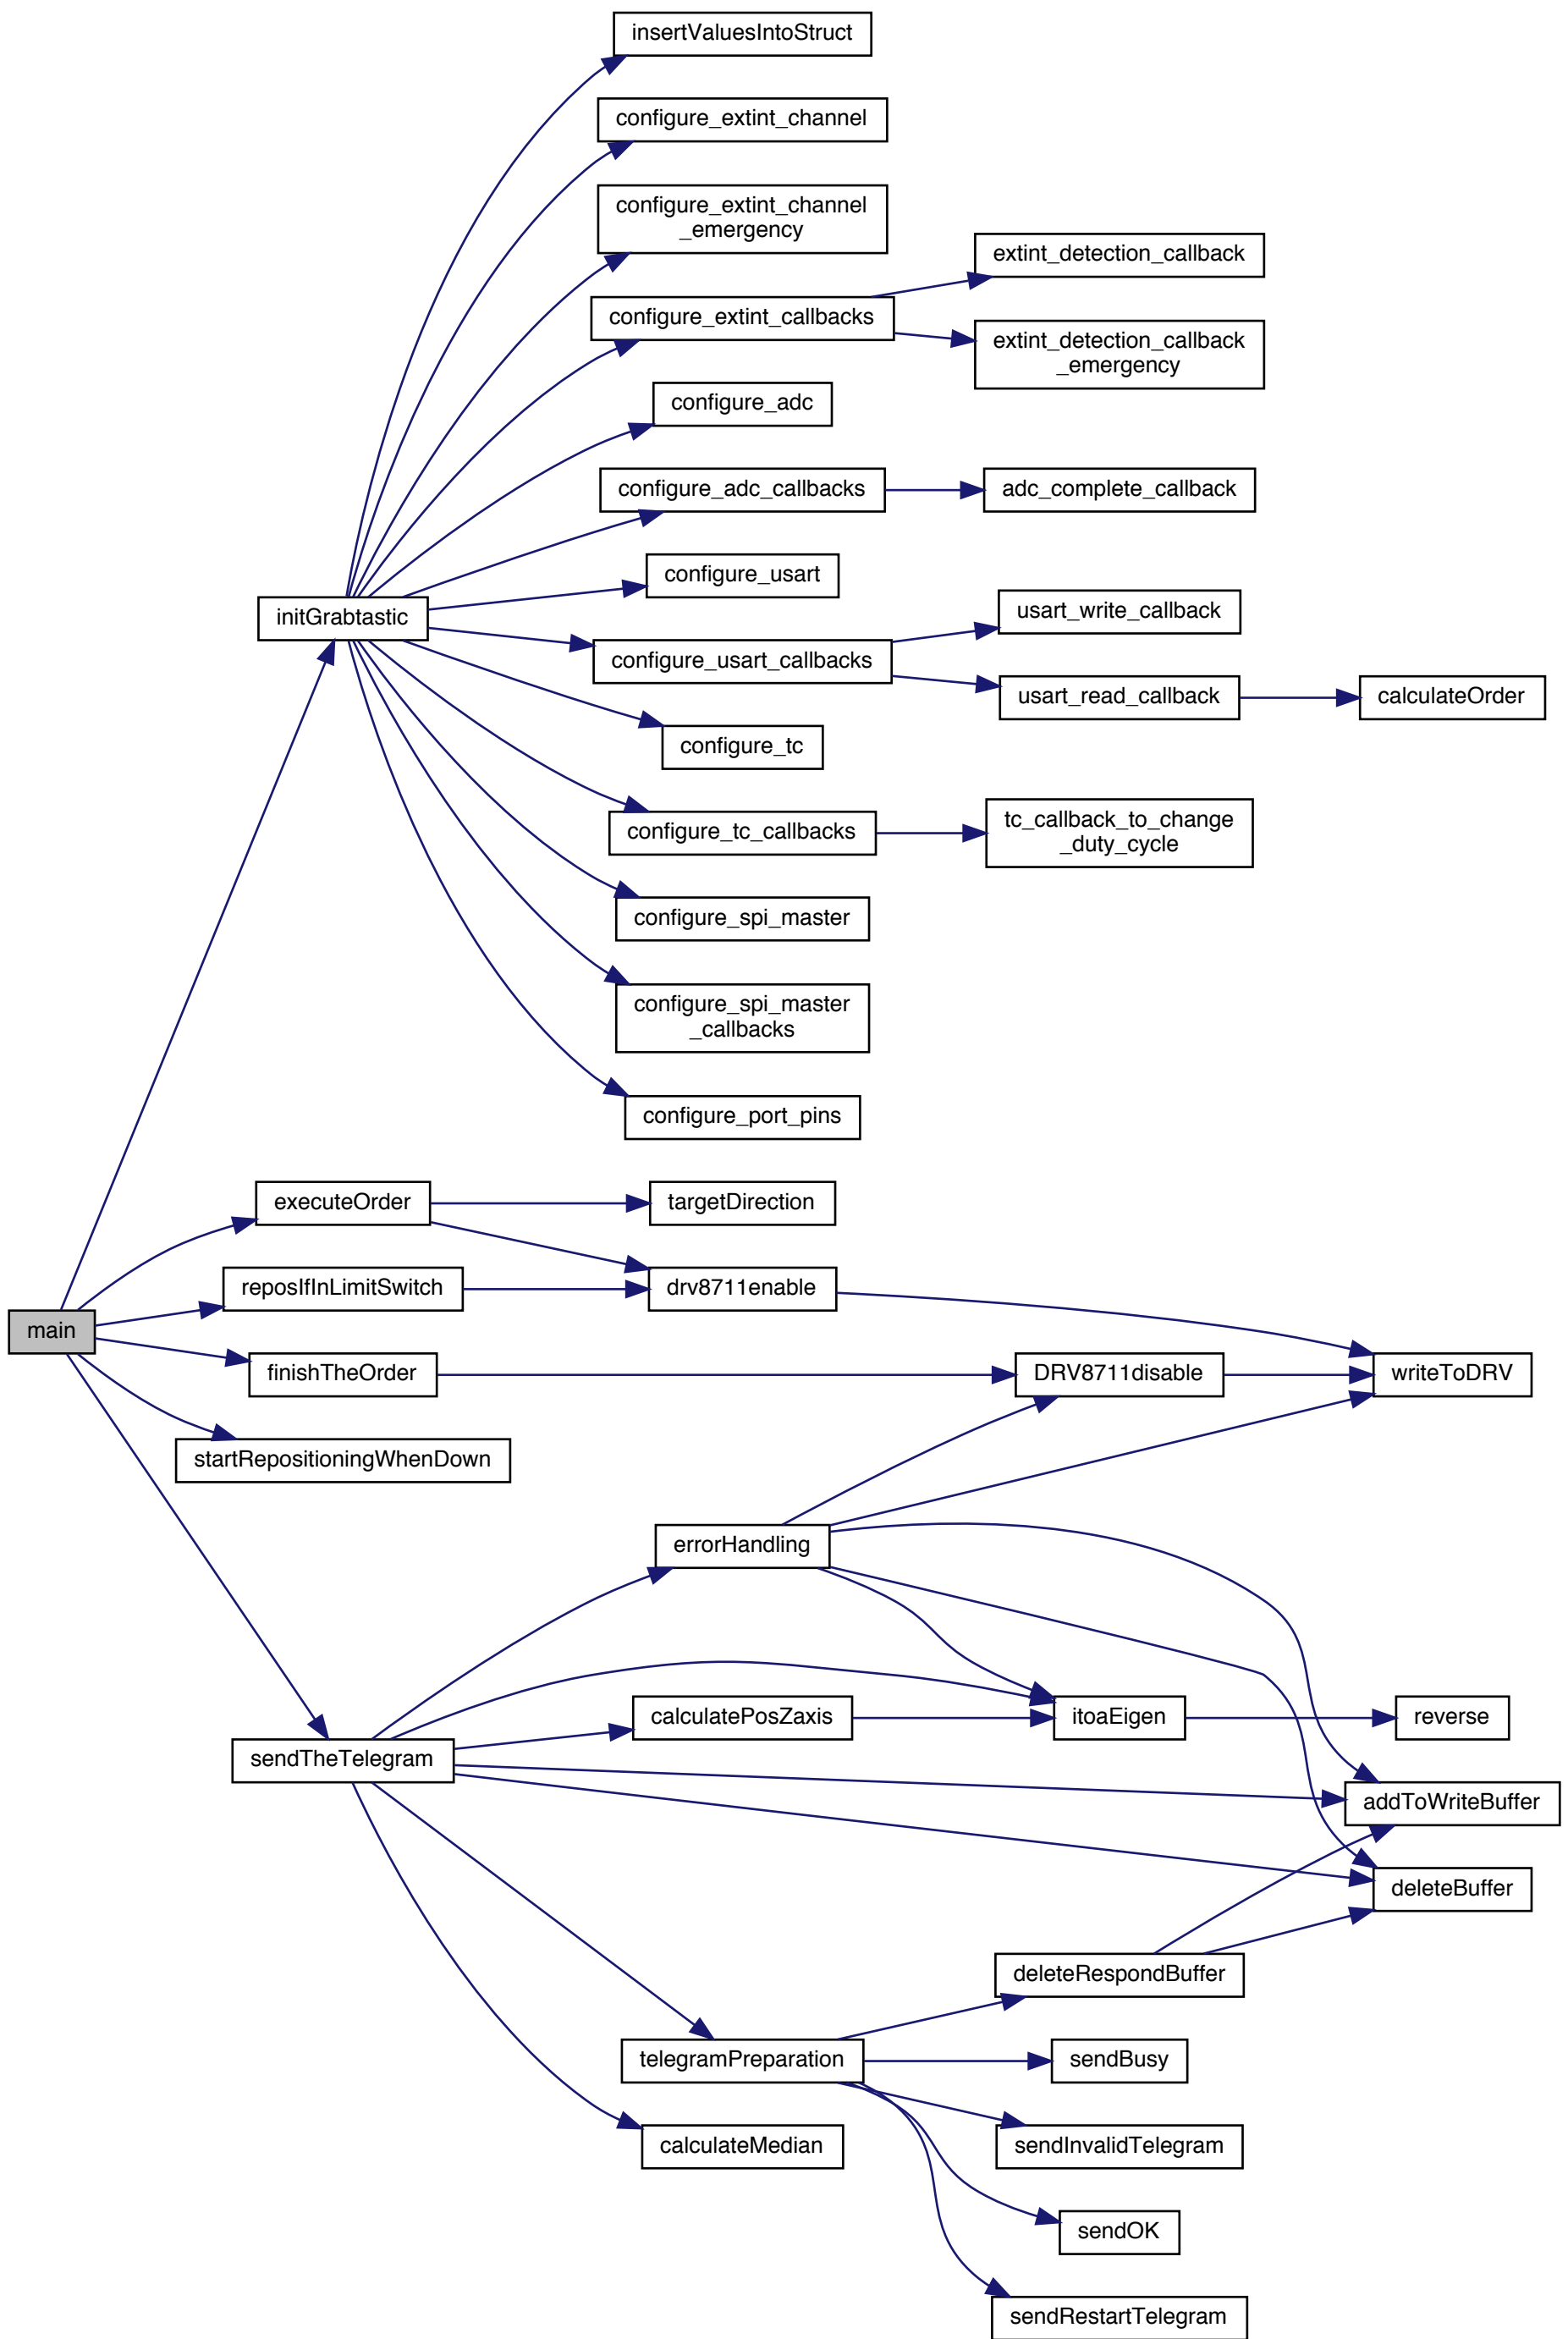 insertValuesIntoStruct
configure_extint_channel
configure_extint_channel
_emergency
extint_detection_callback
configure_extint_callbacks
extint_detection_callback
_emergency
configure_adc
configure_adc_callbacks
adc_complete_callback
configure_usart
initGrabtastic
usart_write_callback
configure_usart_callbacks
usart_read_callback
calculateOrder
configure_tc
configure_tc_callbacks
tc_callback_to_change
_duty_cycle
configure_spi_master
configure_spi_master
_callbacks
configure_port_pins
executeOrder
targetDirection
reposIfInLimitSwitch
drv8711enable
main
finishTheOrder
DRV8711disable
writeToDRV
startRepositioningWhenDown
errorHandling
calculatePosZaxis
itoaEigen
reverse
sendTheTelegram
addToWriteBuffer
deleteBuffer
deleteRespondBuffer
telegramPreparation
sendBusy
calculateMedian
sendInvalidTelegram
sendOK
sendRestartTelegram